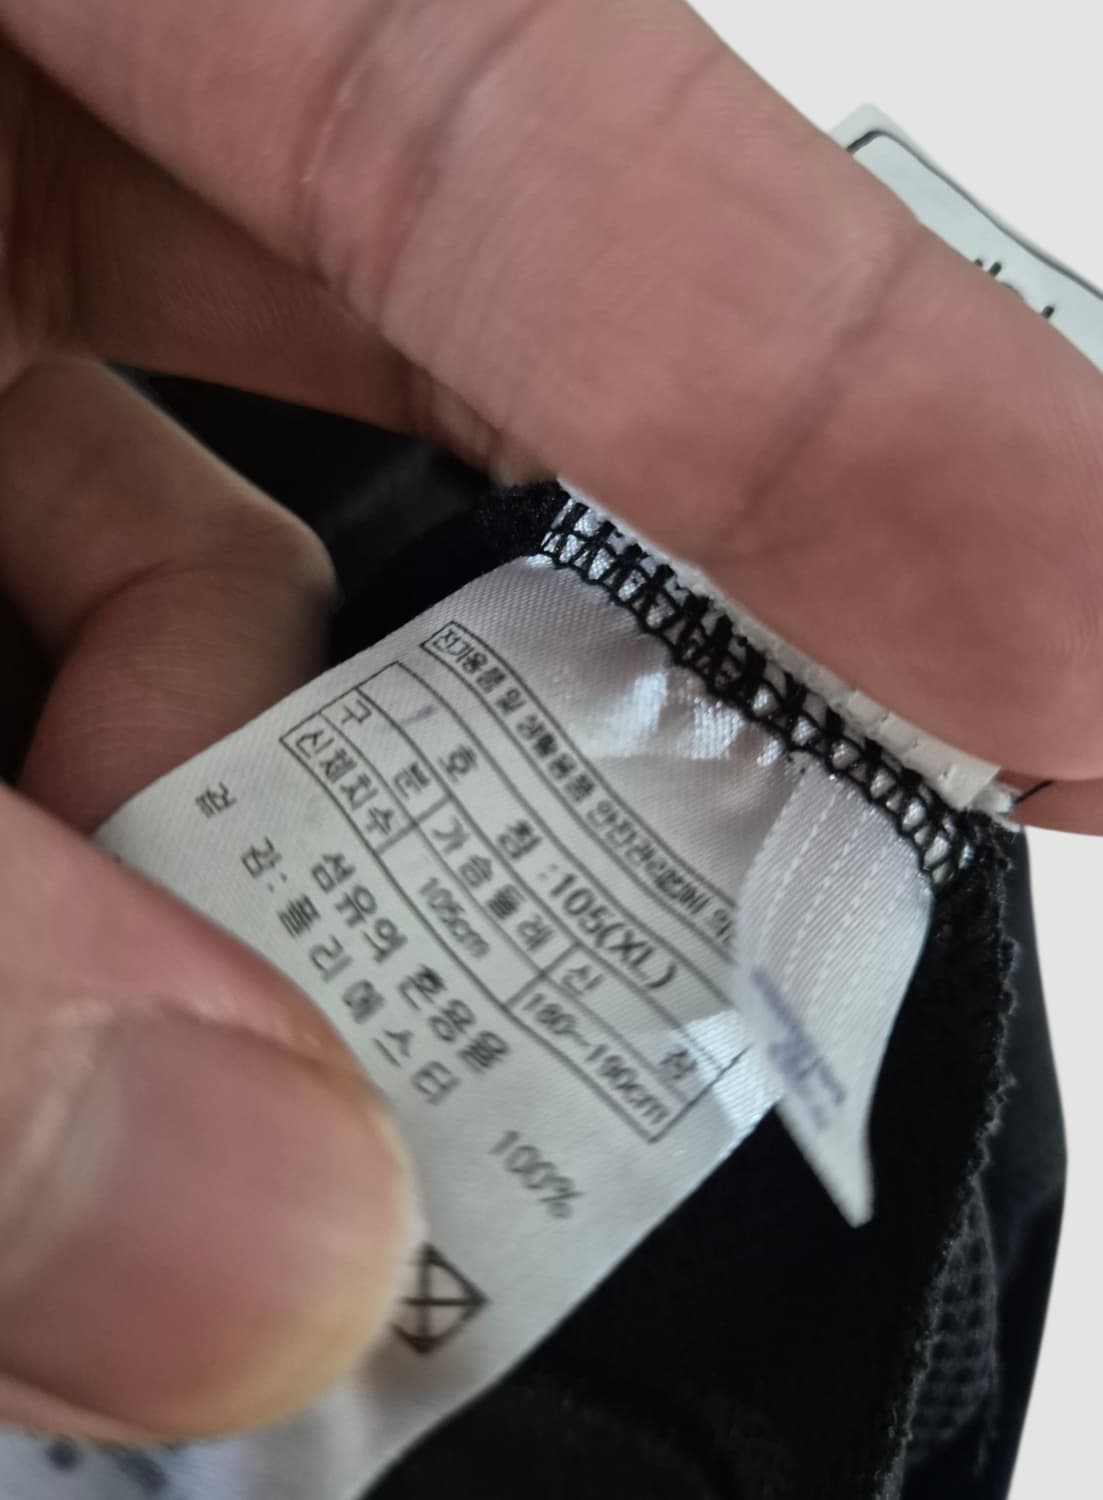 전기용품 및 생활용품 안전관리법에 의
호 칭 : 105(XL)
구 분 가슴둘레 신 장
신체치수 105cm 180~190cm
섬유의 혼용율
겉 감 : 폴리에스터 100%